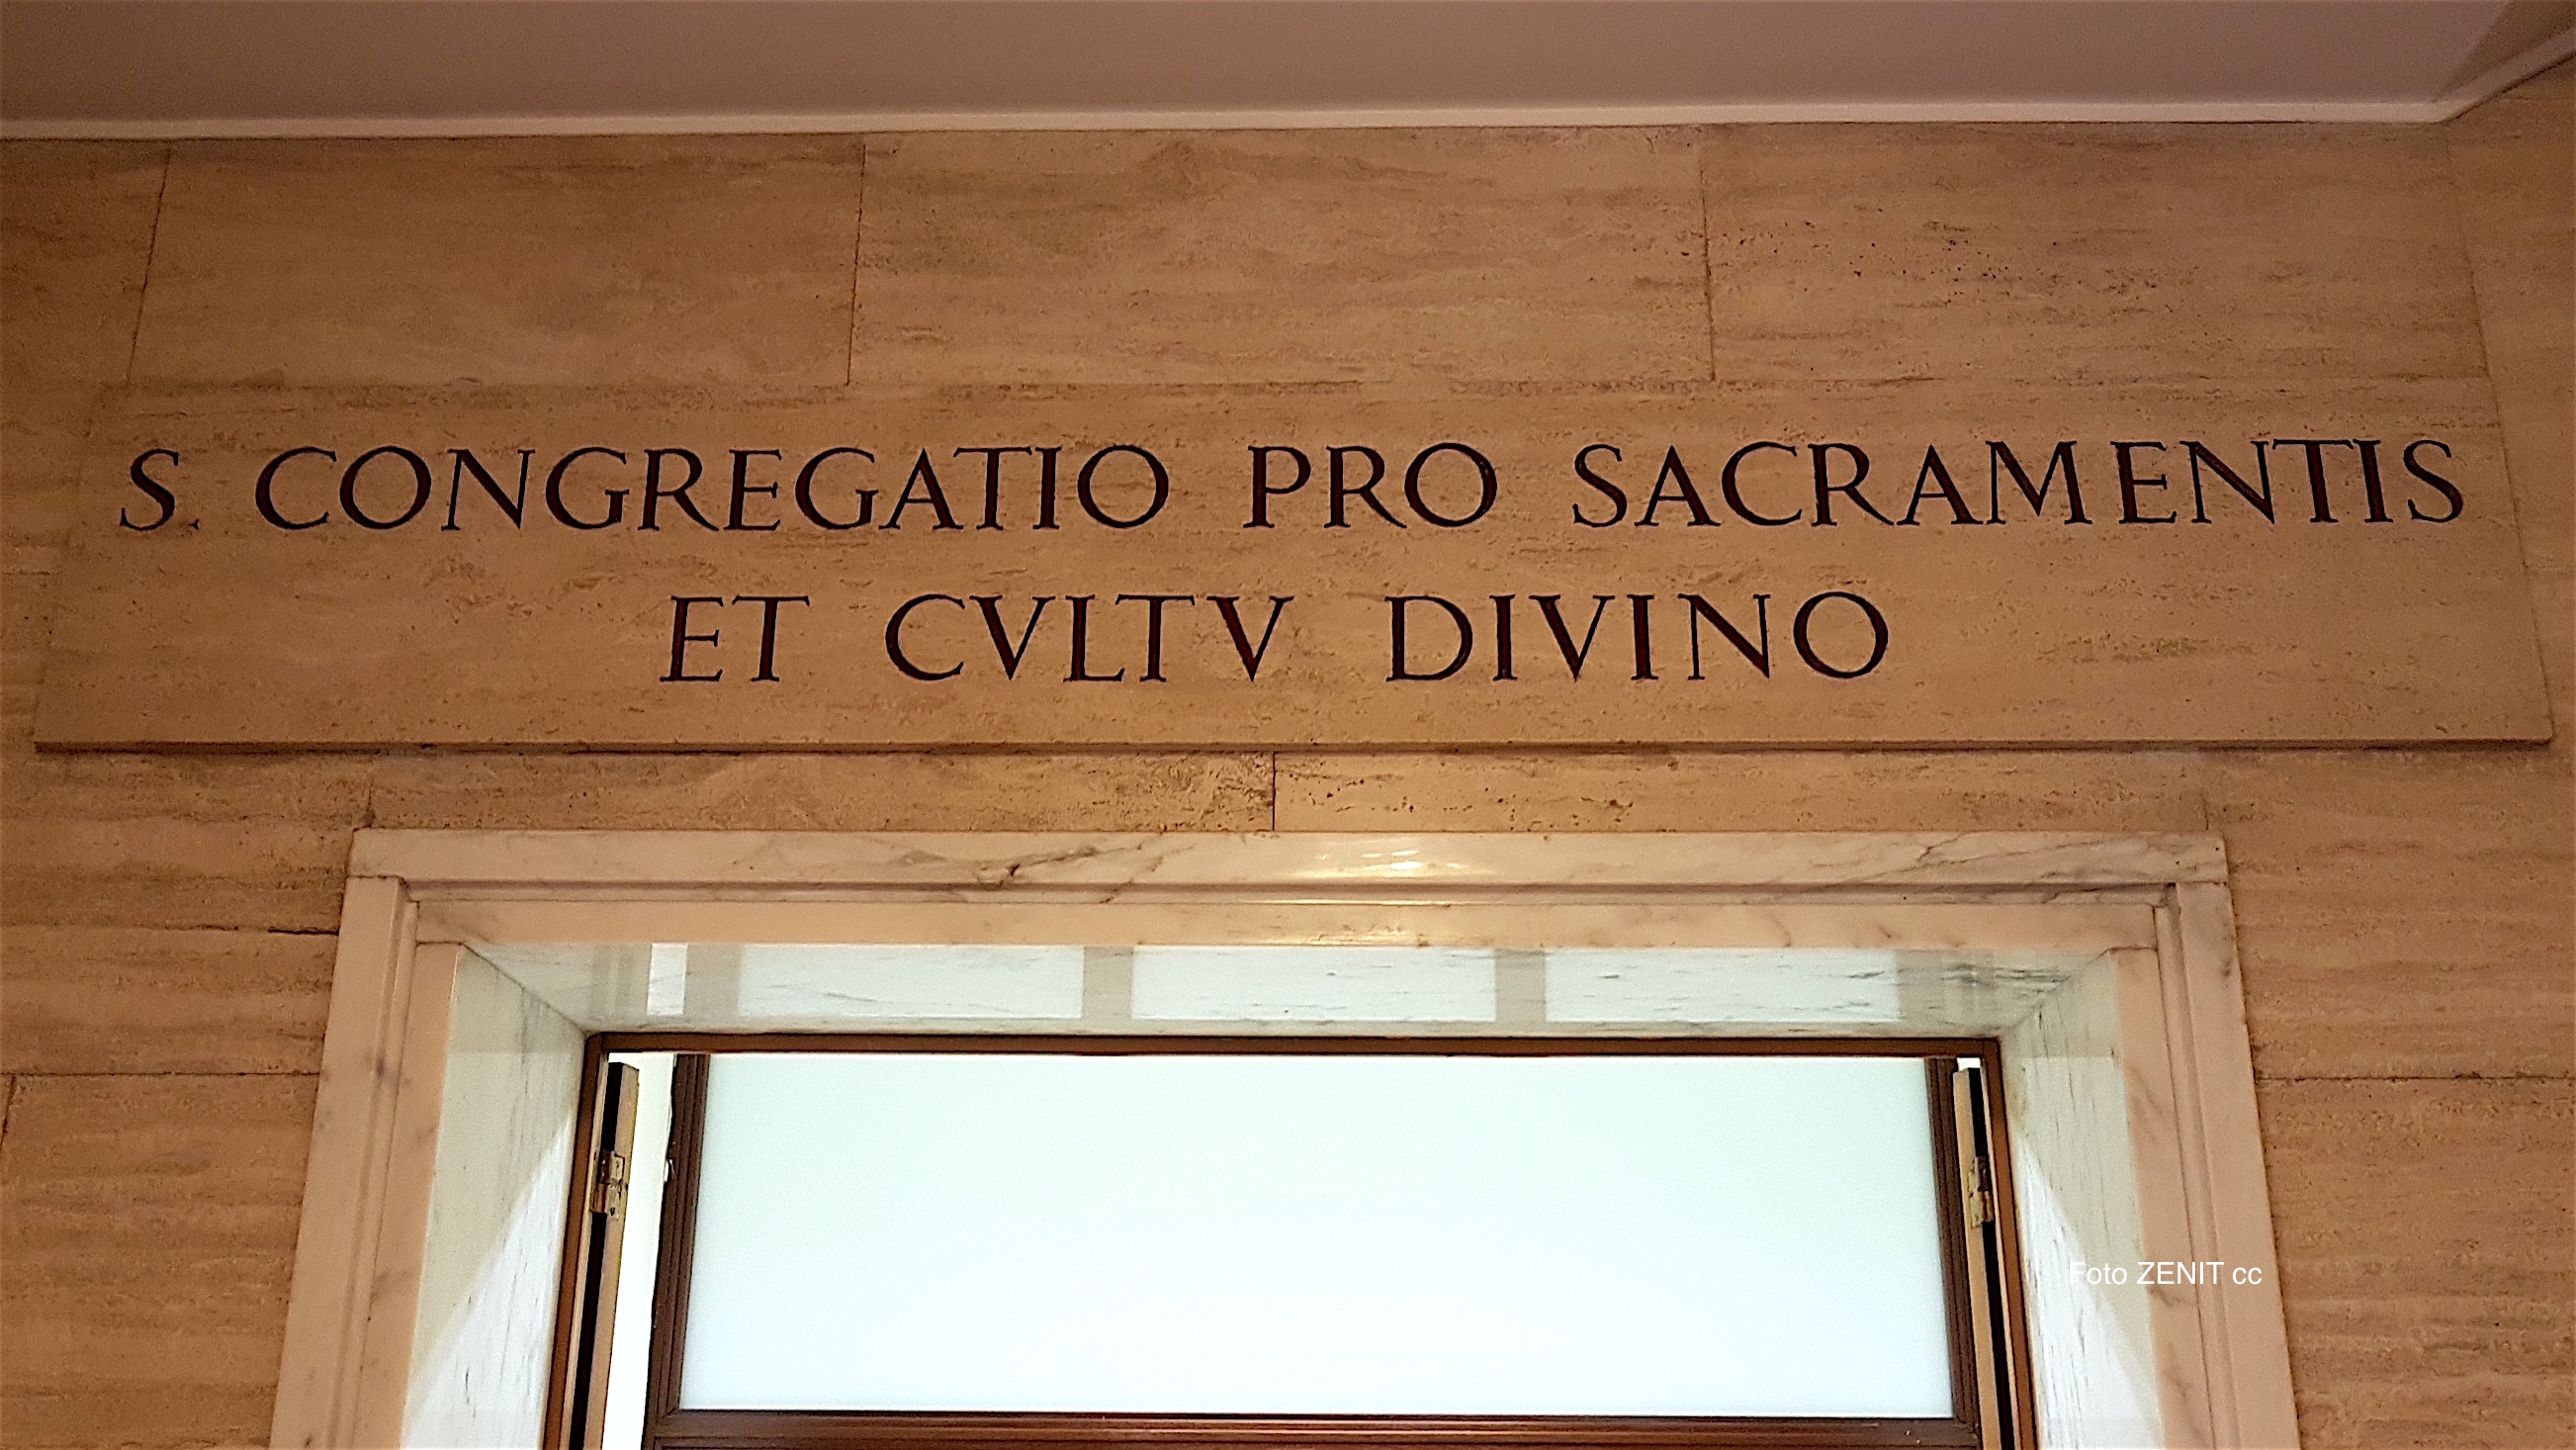 S. CONGREGATIO PRO SACRAMENTIS
ET CVLTV DIVINO
Foto ZENIT cc